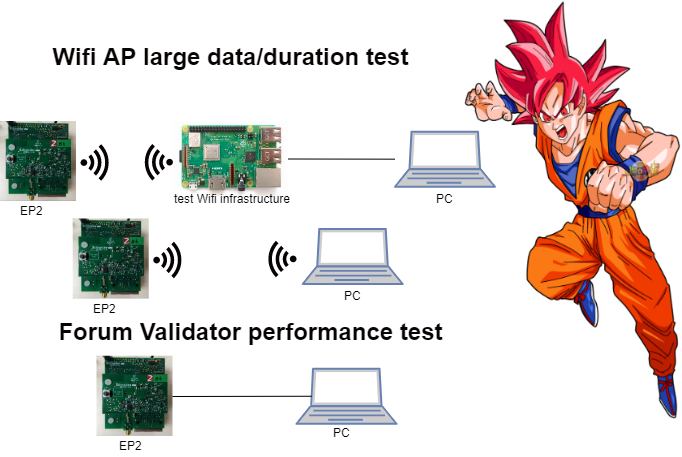 Wifi AP large data/duration test
EP2
test Wifi infrastructure
PC
EP2
PC
Forum Validator performance test
EP2
PC